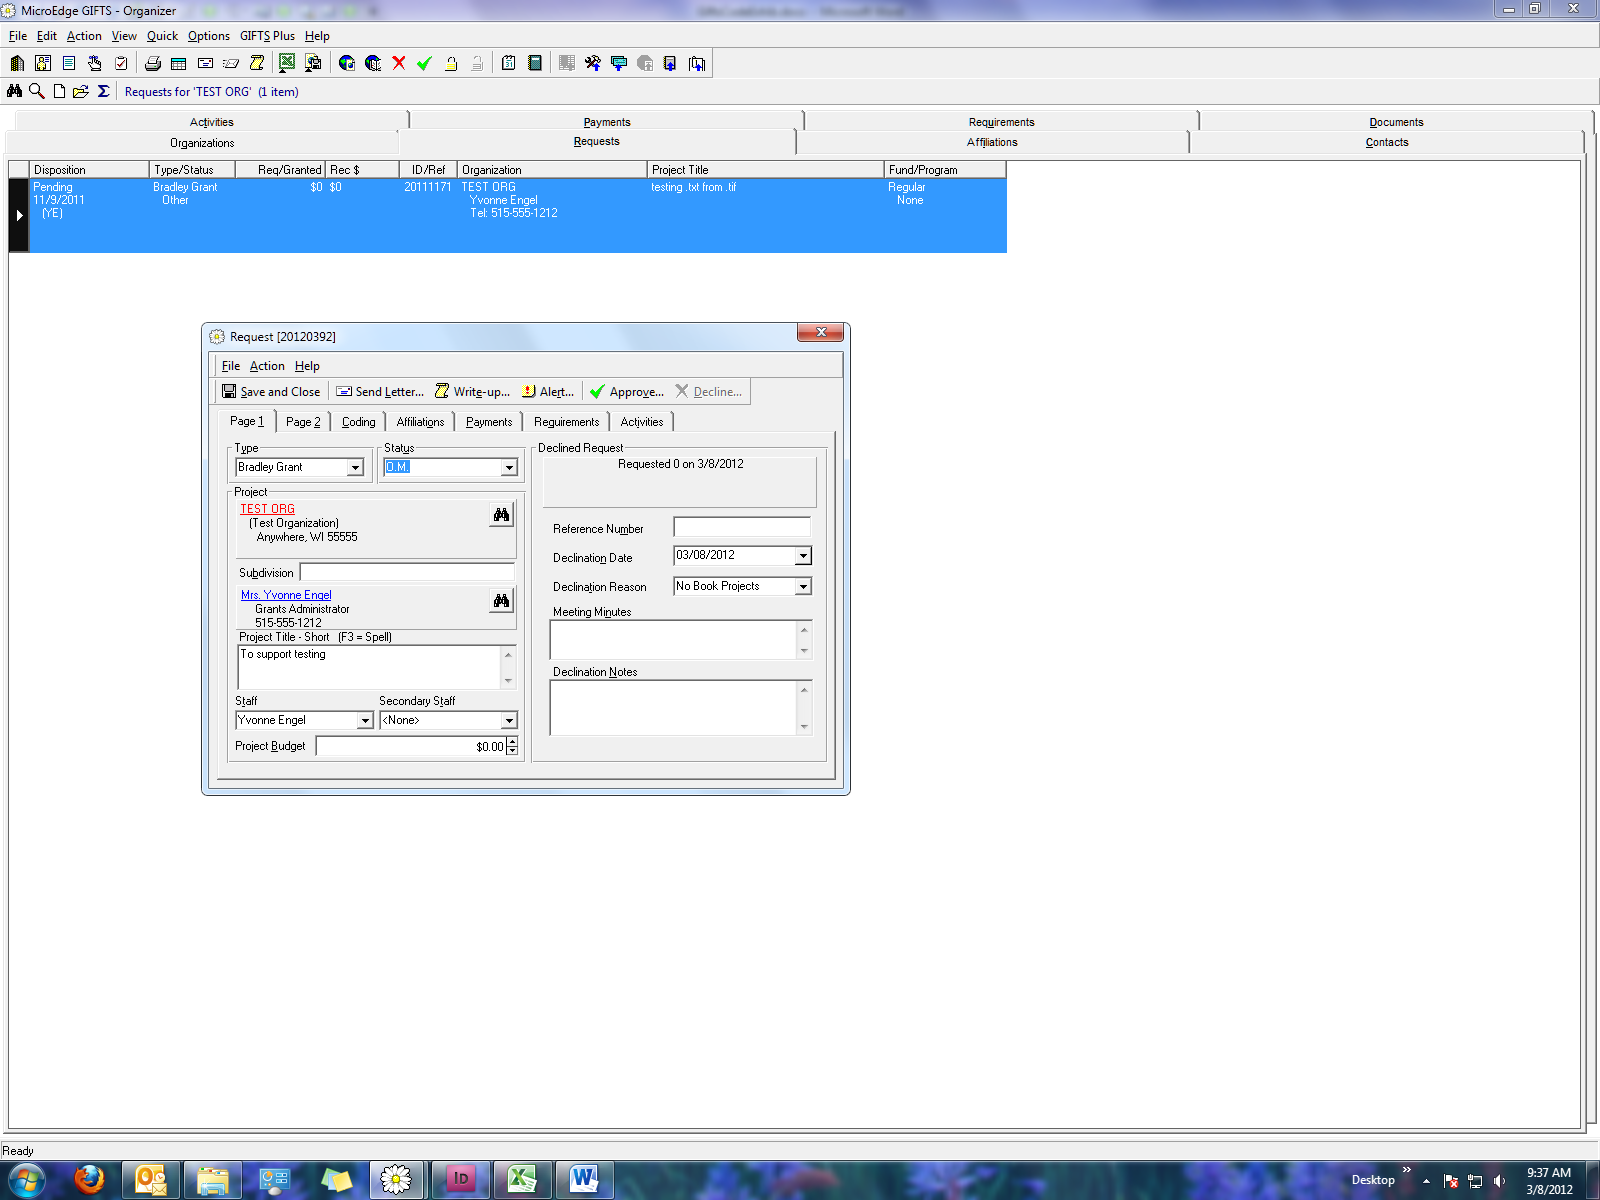 MicroEdge GIFTS - Organizer
File Edit Action View Quick Options GIFTS Plus Help
Requests for 'TEST ORG' (1 item)
Activities Payments Requirements Documents
Organizations Requests Affiliations Contacts
Disposition Type/Status Req/Granted Rec $ ID/Ref Organization Project Title Fund/Program
Pending Bradley Grant $0 $0 20111171 TEST ORG testing .txt from .tif Regular
11/9/2011 Other Yvonne Engel None
(YE) Tel: 515-555-1212
Request [20120392]
File Action Help
Save and Close Send Letter... Write-up... Alert... Approve... Decline...
Page 1 Page 2 Coding Affiliations Payments Requirements Activities
Type
Bradley Grant
Status
O.M.
Project
TEST ORG
(Test Organization)
Anywhere, WI 55555
Subdivision
Mrs. Yvonne Engel
Grants Administrator
515-555-1212
Project Title - Short (F3 = Spell)
To support testing
Staff Secondary Staff
Yvonne Engel <None>
Project Budget $0.00
Declined Request
Requested 0 on 3/8/2012
Reference Number
Declination Date 03/08/2012
Declination Reason No Book Projects
Meeting Minutes
Declination Notes
Ready
Desktop
9:37 AM
3/8/2012